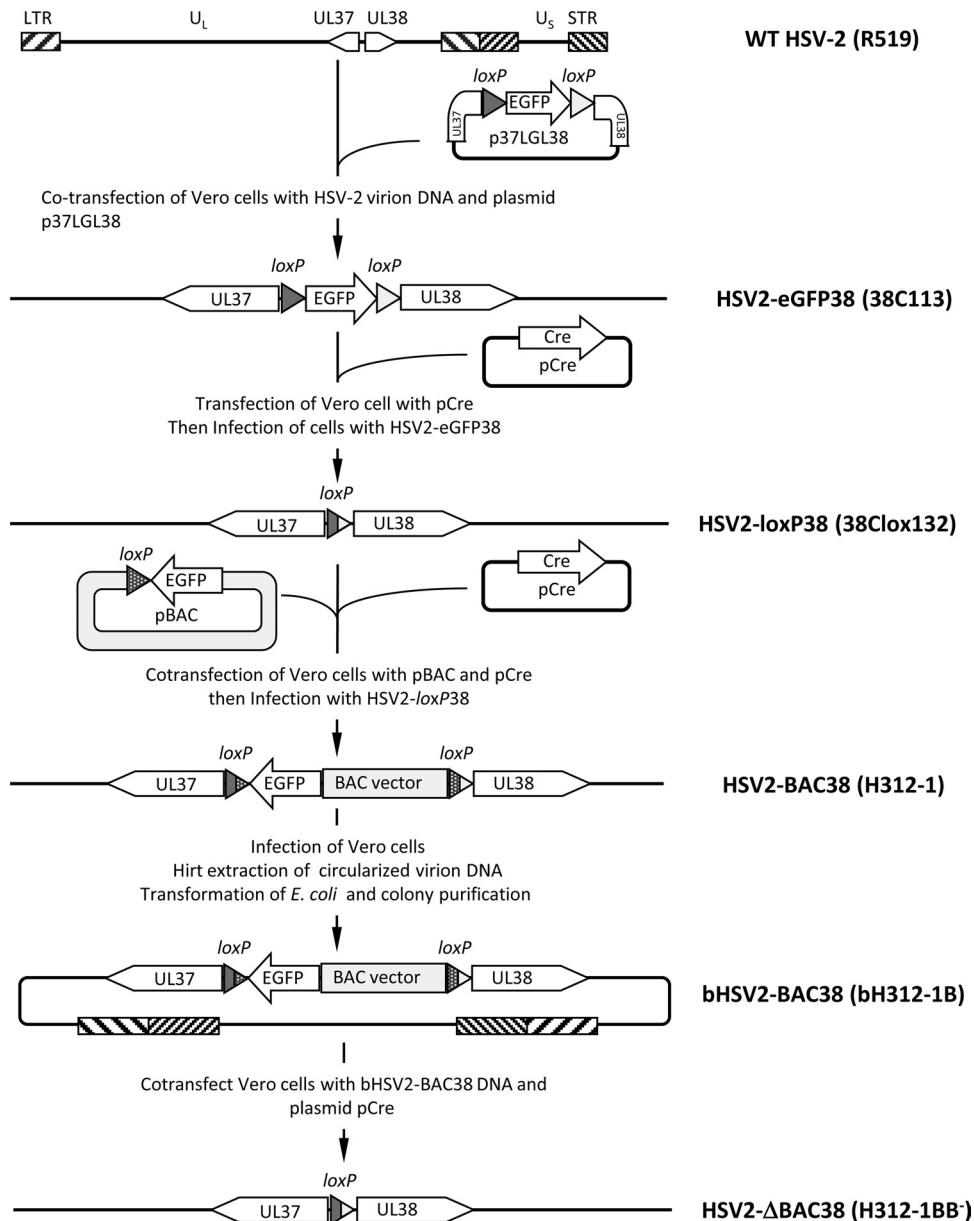 LTR U_L UL37 UL38 U_S STR
WT HSV-2 (R519)
loxP loxP
EGFP
UL37 UL38
p37LGL38
Co-transfection of Vero cells with HSV-2 virion DNA and plasmid
p37LGL38
loxP loxP
UL37 EGFP UL38
HSV2-eGFP38 (38C113)
Cre
pCre
Transfection of Vero cell with pCre
Then Infection of cells with HSV2-eGFP38
loxP
UL37 UL38
HSV2-loxP38 (38Clox132)
loxP
EGFP
pBAC
Cre
pCre
Cotransfection of Vero cells with pBAC and pCre
then Infection with HSV2-loxP38
loxP loxP
UL37 EGFP BAC vector UL38
HSV2-BAC38 (H312-1)
Infection of Vero cells
Hirt extraction of circularized virion DNA
Transformation of E. coli and colony purification
loxP loxP
UL37 EGFP BAC vector UL38
bHSV2-BAC38 (bH312-1B)
Cotransfect Vero cells with bHSV2-BAC38 DNA and
plasmid pCre
loxP
UL37 UL38
HSV2-ΔBAC38 (H312-1BB⁻)